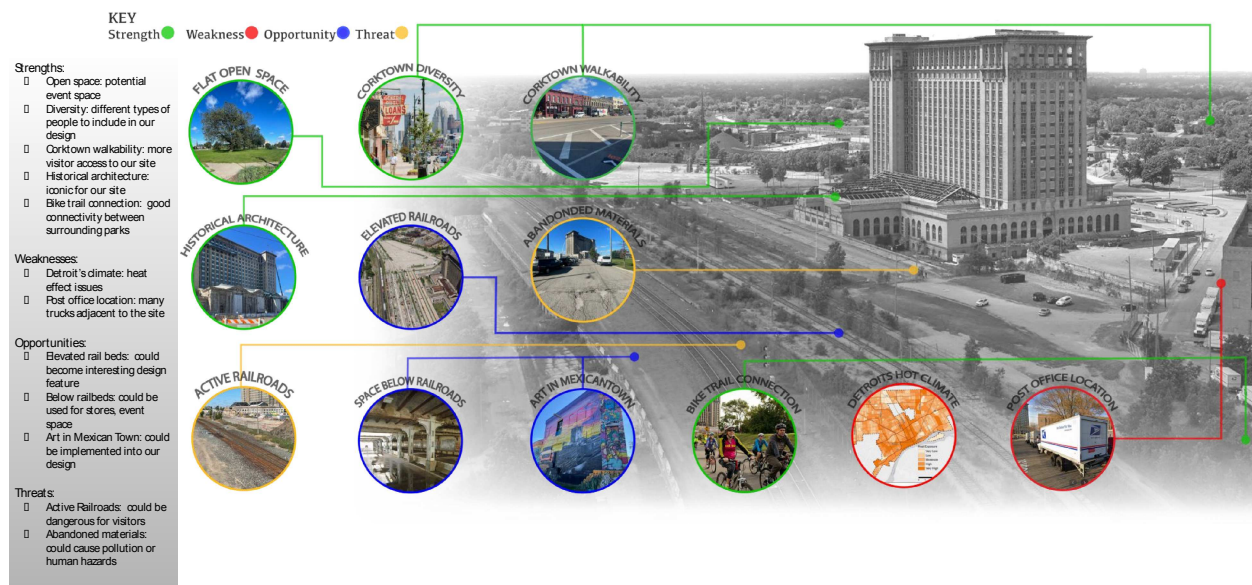 KEY
Strength Weakness Opportunity Threat
Strengths:
Open space: potential
event space
Diversity: different types of
people to include in our
design
Corktown walkability: more
visitor access to our site
Historical architecture:
iconic for our site
Bike trail connection: good
connectivity between
surrounding parks
Weaknesses:
Detroit's climate: heat
effect issues
Post office location: many
trucks adjacent to the site
Opportunities:
Elevated rail beds: could
become interesting design
feature
Below railbeds: could be
used for stores, event
space
Art in Mexican Town: could
be implemented into our
design
Threats:
Active Railroads: could be
dangerous for visitors
Abandoned materials:
could cause pollution or
human hazards
FLAT OPEN SPACE
CORKTOWN DIVERSITY
CORKTOWN WALKABILITY
LOANS
HISTORICAL ARCHITECTURE
ELEVATED RAILROADS
ABANDONDED MATERIALS
ACTIVE RAILROADS
SPACE BELOW RAILROADS
ART IN MEXICANTOWN
BIKE TRAIL CONNECTION
DETROITS HOT CLIMATE
POST OFFICE LOCATION